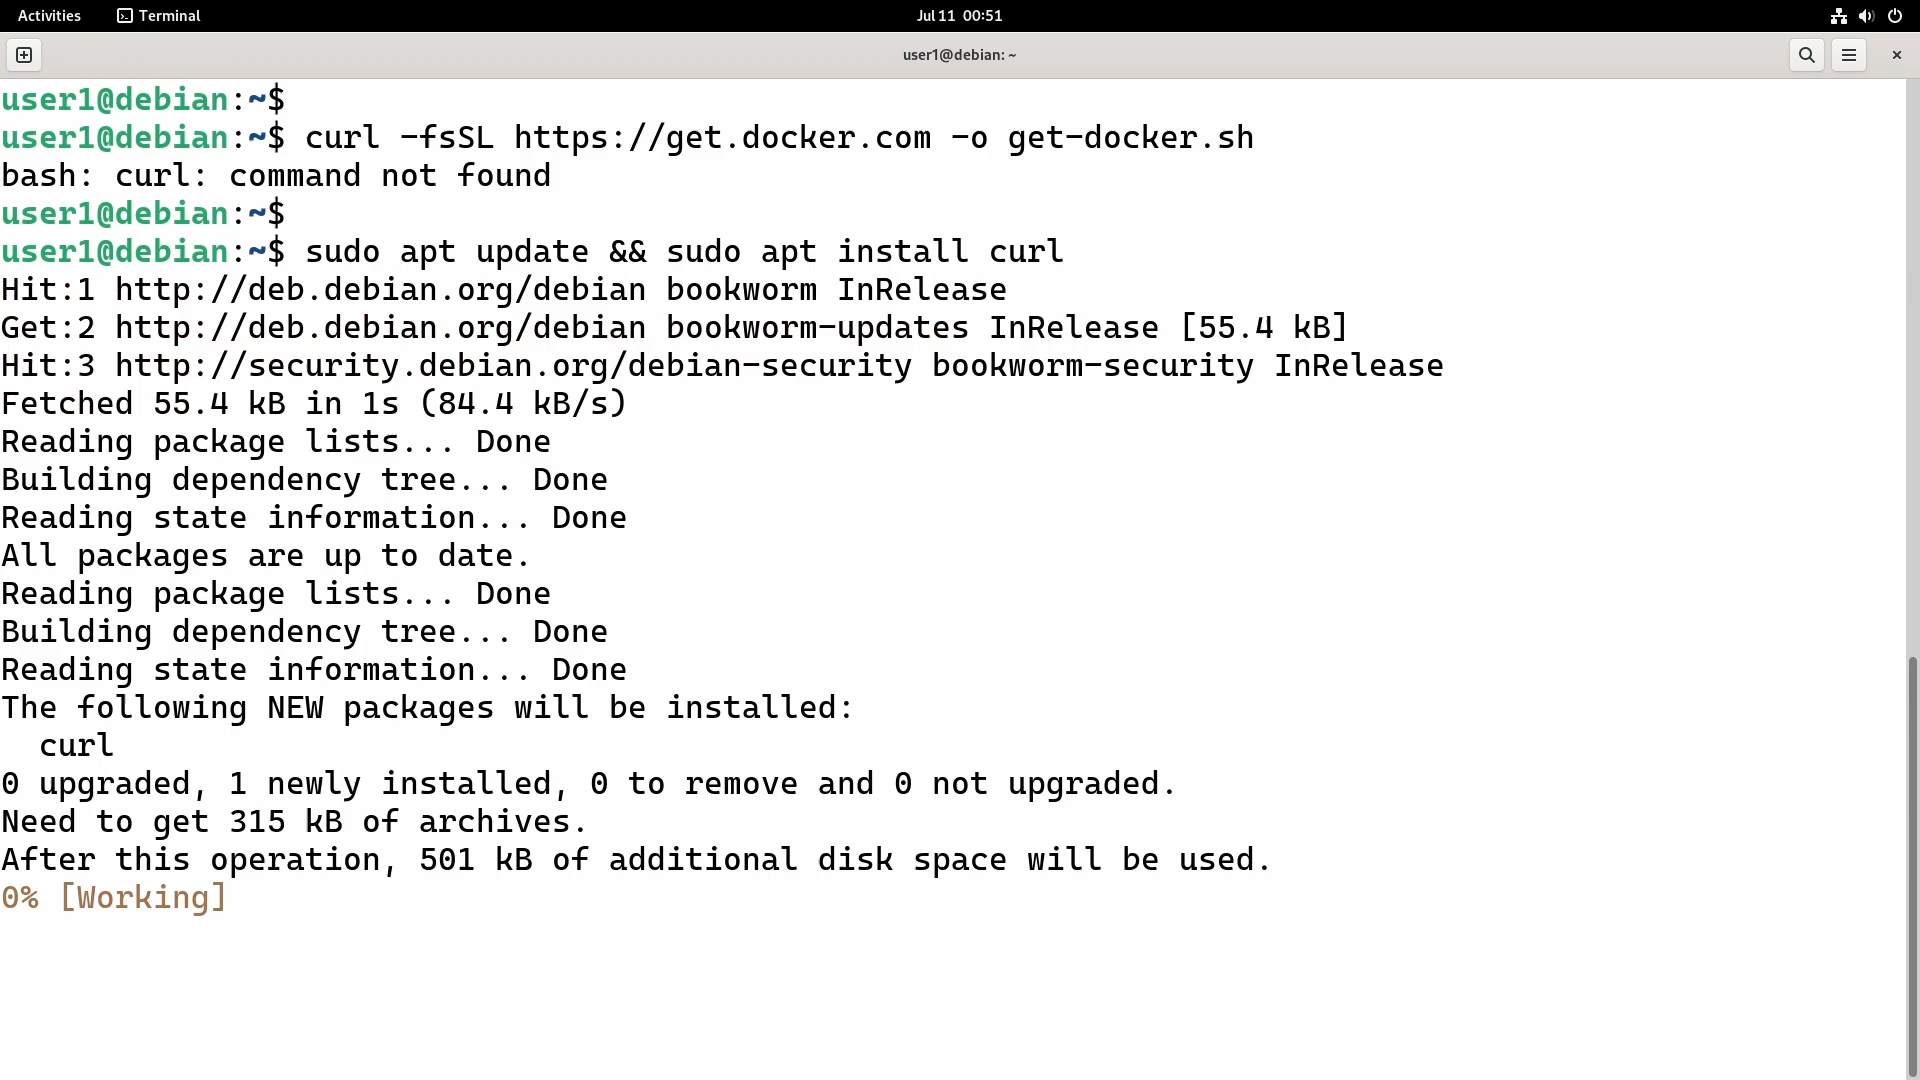 Activities Terminal Jul 11 00:51
user1@debian: ~
user1@debian:~$
user1@debian:~$ curl -fsSL https://get.docker.com -o get-docker.sh
bash: curl: command not found
user1@debian:~$
user1@debian:~$ sudo apt update && sudo apt install curl
Hit:1 http://deb.debian.org/debian bookworm InRelease
Get:2 http://deb.debian.org/debian bookworm-updates InRelease [55.4 kB]
Hit:3 http://security.debian.org/debian-security bookworm-security InRelease
Fetched 55.4 kB in 1s (84.4 kB/s)
Reading package lists... Done
Building dependency tree... Done
Reading state information... Done
All packages are up to date.
Reading package lists... Done
Building dependency tree... Done
Reading state information... Done
The following NEW packages will be installed:
  curl
0 upgraded, 1 newly installed, 0 to remove and 0 not upgraded.
Need to get 315 kB of archives.
After this operation, 501 kB of additional disk space will be used.
0% [Working]